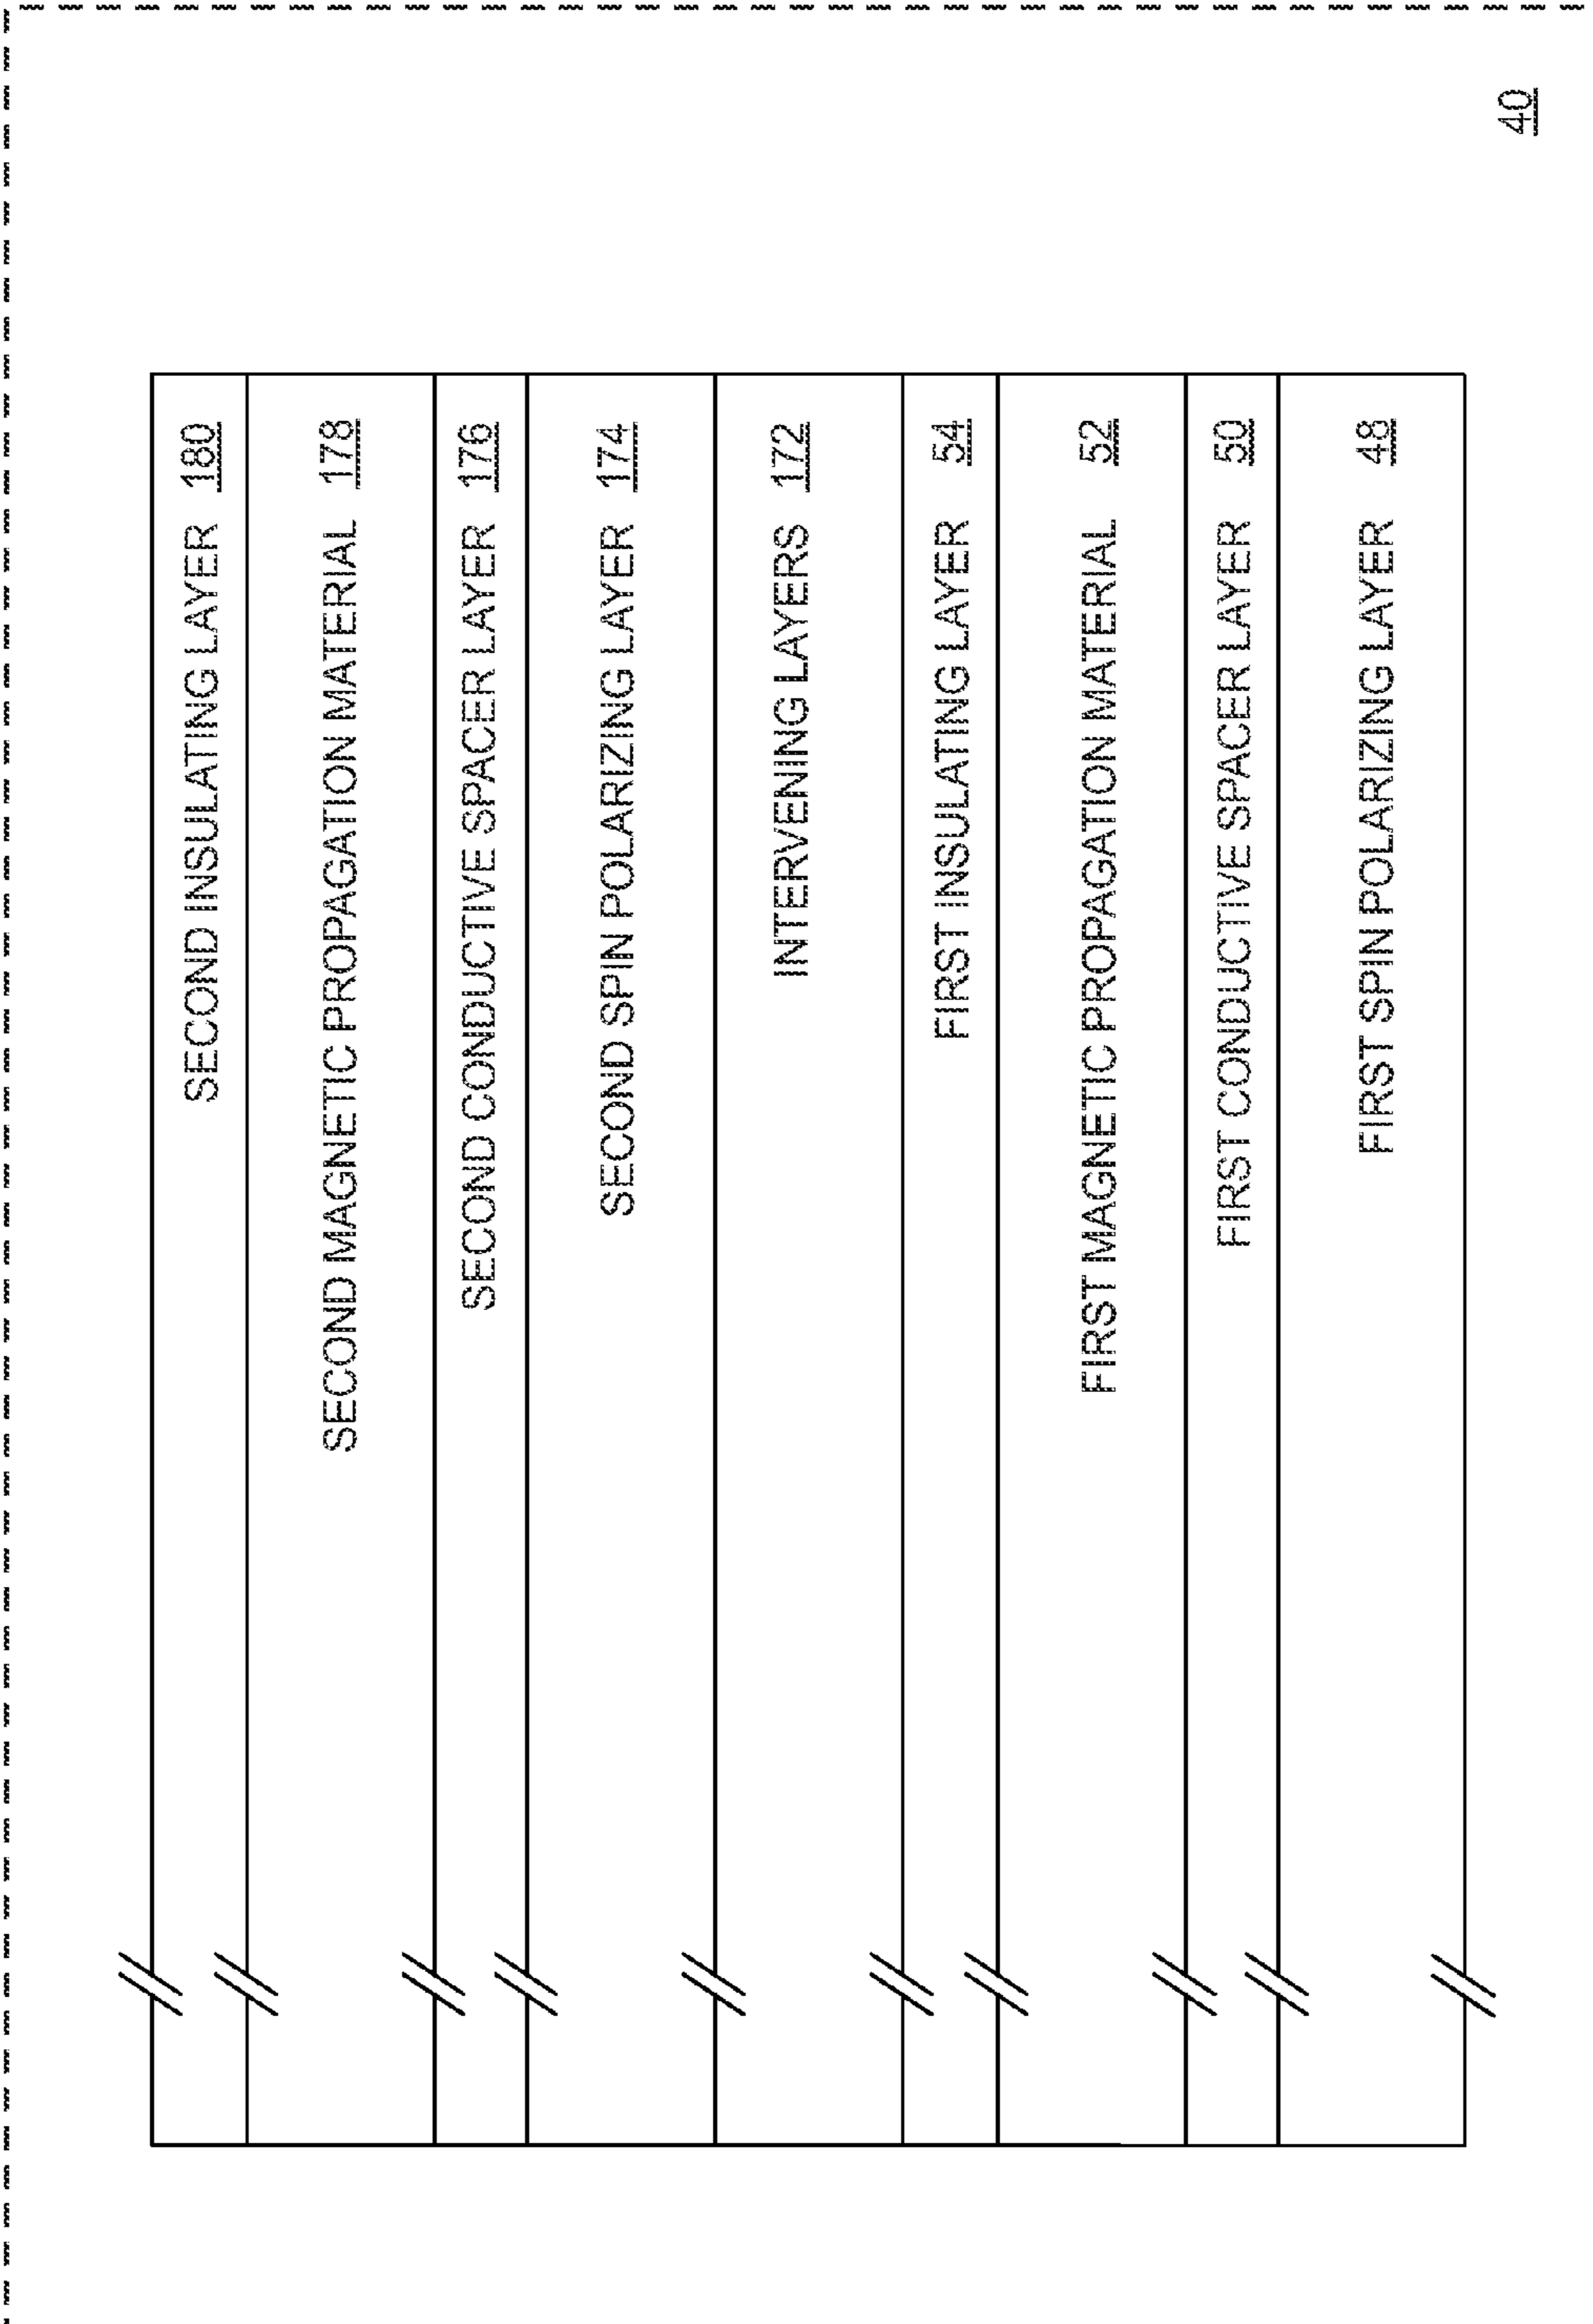 SECOND INSULATING LAYER 180
SECOND MAGNETIC PROPAGATION MATERIAL 178
SECOND CONDUCTIVE SPACER LAYER 176
SECOND SPIN POLARIZING LAYER 174
INTERVENING LAYERS 172
FIRST INSULATING LAYER 54
FIRST MAGNETIC PROPAGATION MATERIAL 52
FIRST CONDUCTIVE SPACER LAYER 50
FIRST SPIN POLARIZING LAYER 48
40